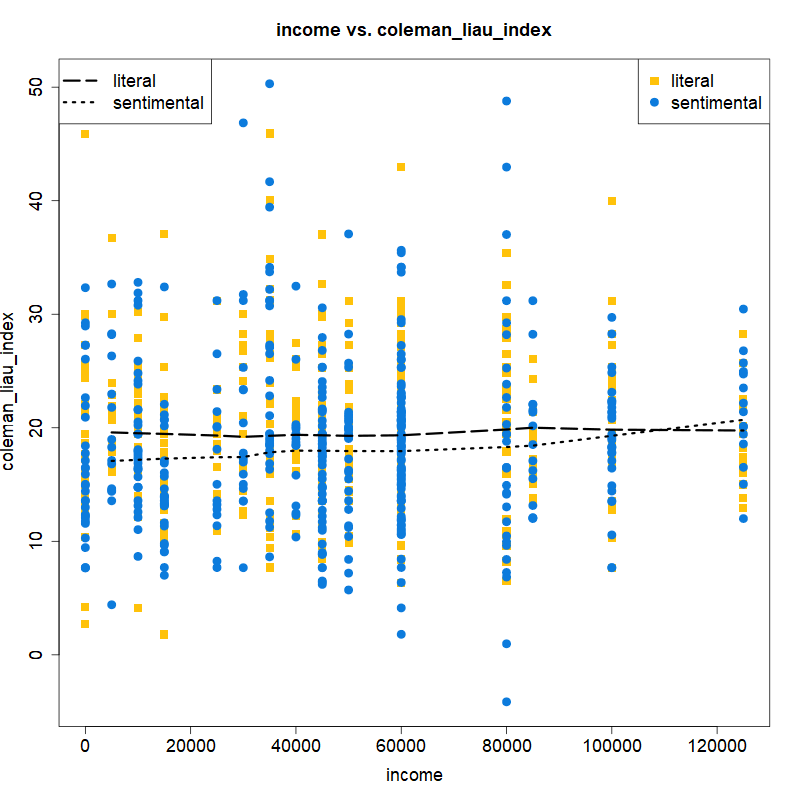 income vs. coleman_liau_index
literal
sentimental
literal
sentimental
coleman_liau_index
50
40
30
20
10
0
0 20000 40000 60000 80000 100000 120000
income